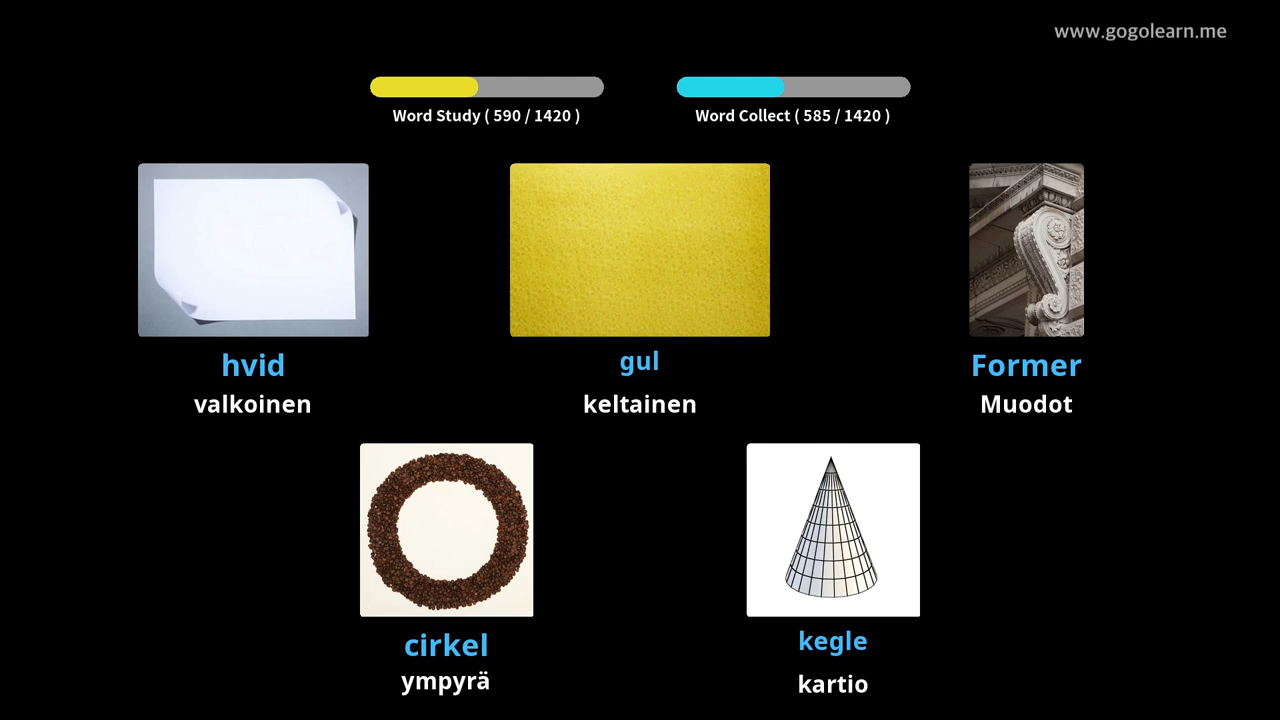 www.gogolearn.me
Word Study ( 590 / 1420 )
Word Collect ( 585 / 1420 )
hvid
gul
Former
valkoinen
keltainen
Muodot
cirkel
kegle
ympyrä
kartio